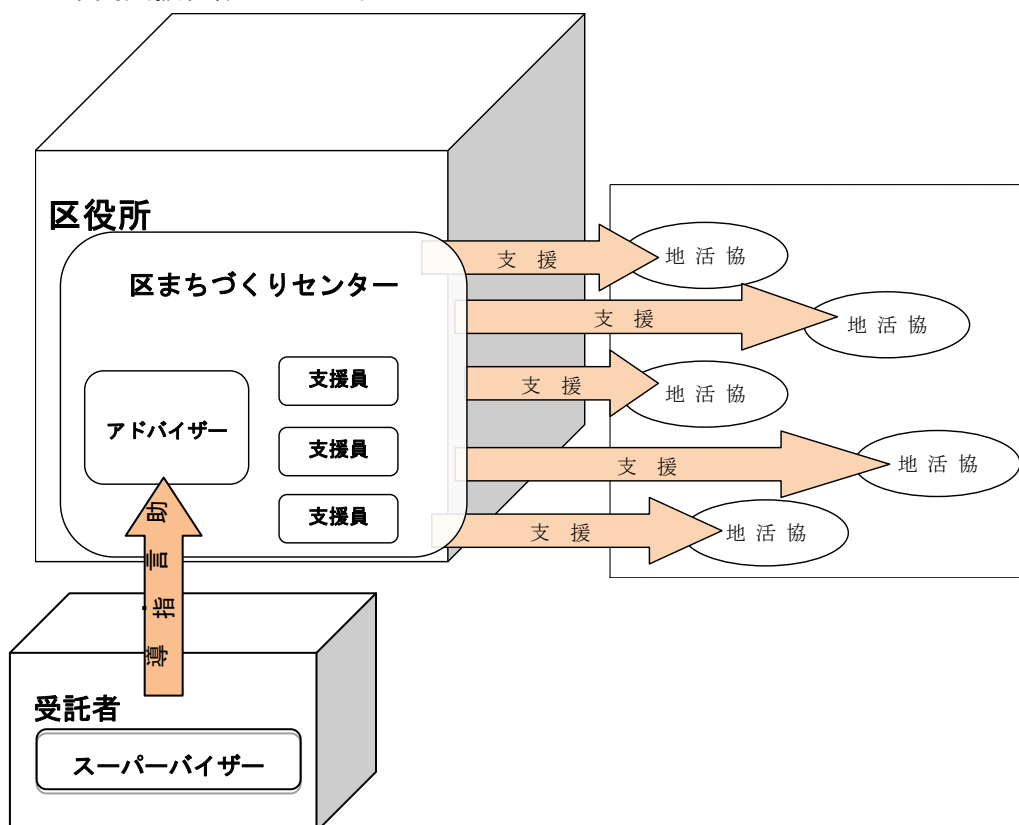 区役所
区まちづくりセンター
アドバイザー
支援員
支援員
支援員
支 援
支 援
支 援
支 援
支 援
地 活 協
地 活 協
地 活 協
地 活 協
地 活 協
助言・指導
受託者
スーパーバイザー